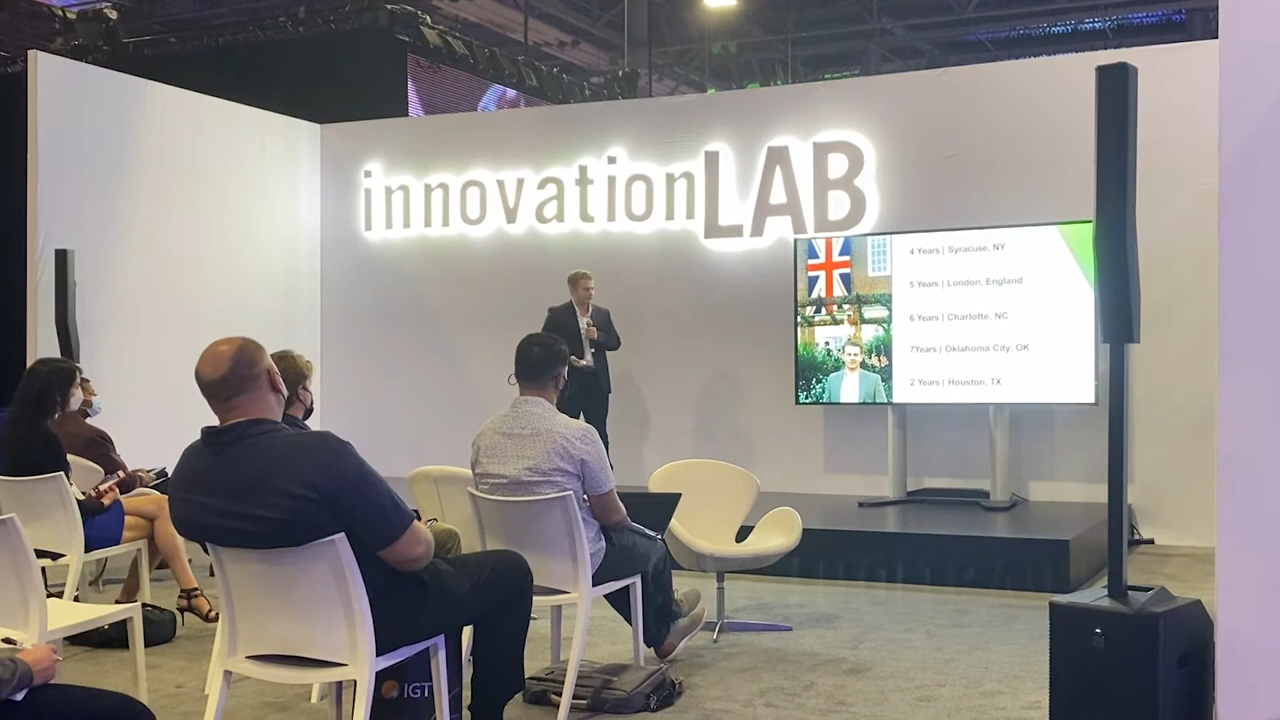 innovationLAB
4 Years | Syracuse, NY
5 Years | London, England
6 Years | Charlotte, NC
7Years | Oklahoma City, OK
2 Years | Houston, TX
IGT